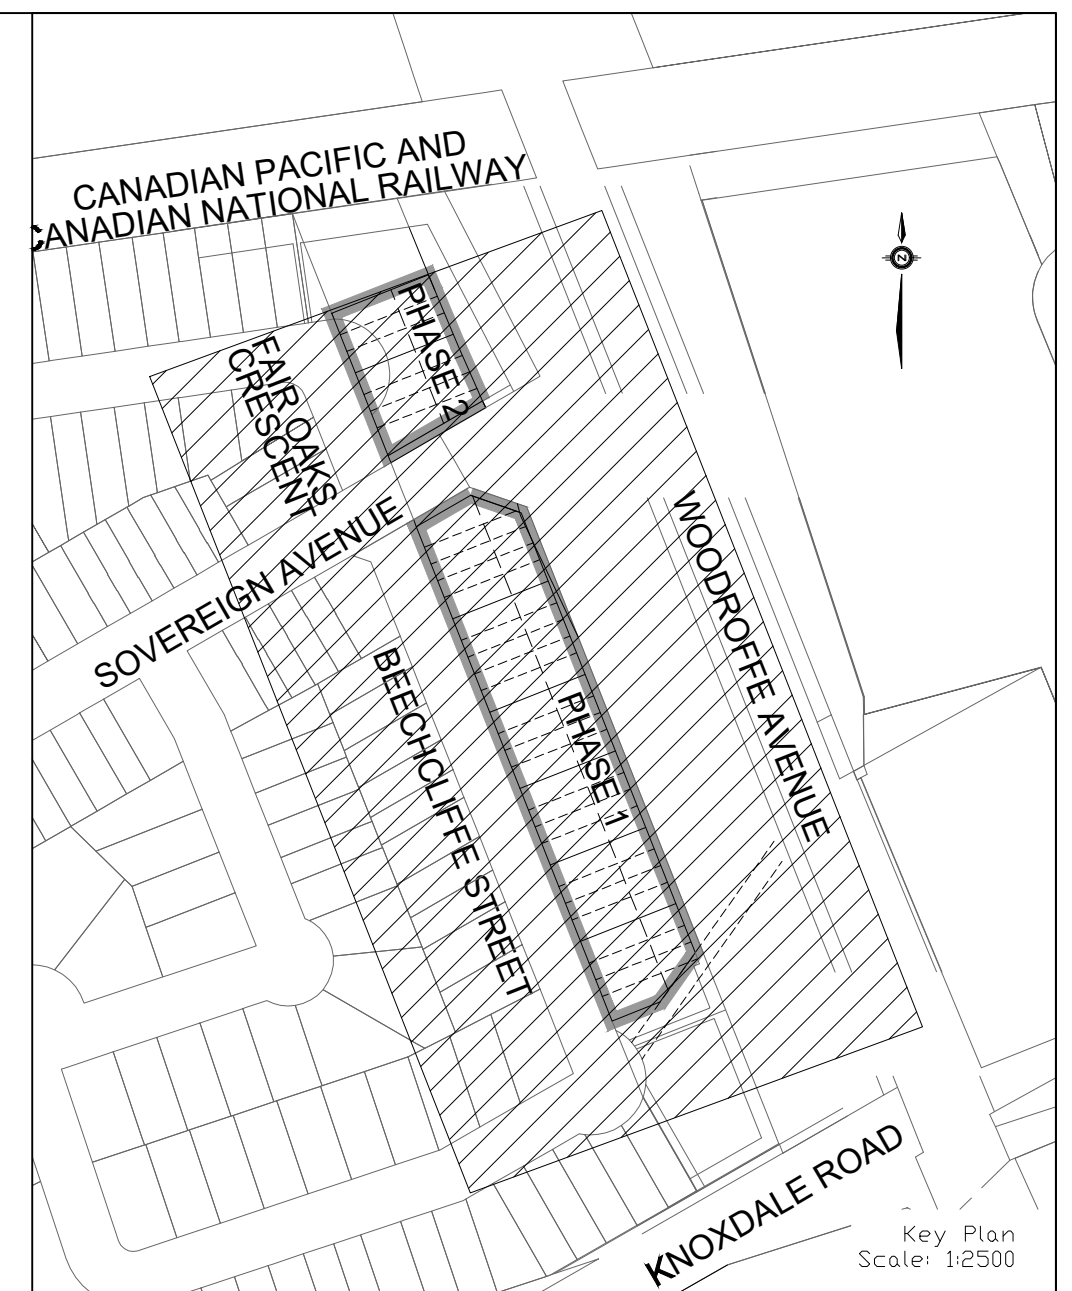 CANADIAN PACIFIC AND
CANADIAN NATIONAL RAILWAY
N
PHASE 2
FAIR OAKS
CRESCENT
SOVEREIGN AVENUE
WOODROFFE AVENUE
BEECHCLIFFE STREET
PHASE 1
KNOXDALE ROAD
Key Plan
Scale: 1:2500